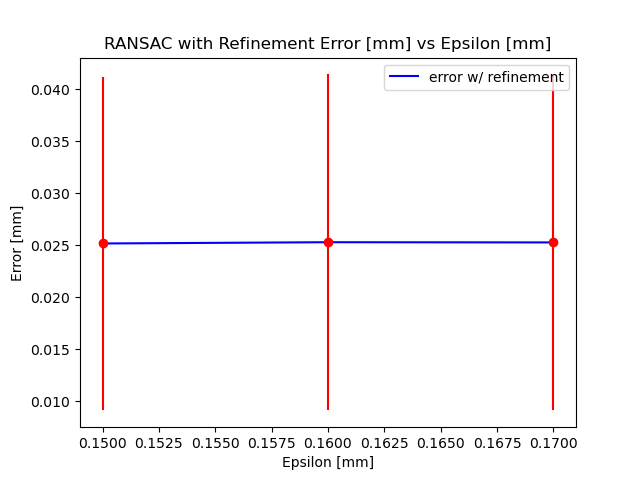 RANSAC with Refinement Error [mm] vs Epsilon [mm]
error w/ refinement
Error [mm]
0.040
0.035
0.030
0.025
0.020
0.015
0.010
0.1500 0.1525 0.1550 0.1575 0.1600 0.1625 0.1650 0.1675 0.1700
Epsilon [mm]